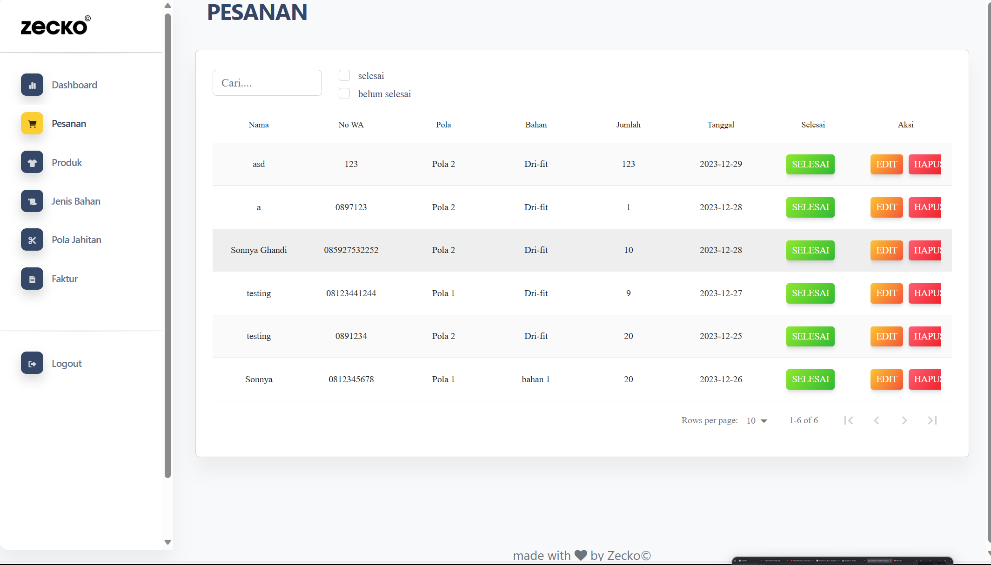 zecko©
Dashboard
Pesanan
Produk
Jenis Bahan
Pola Jahitan
Faktur
Logout
PESANAN
Cari....
selesai
belum selesai
Nama No WA Pola Bahan Jumlah Tanggal Selesai Aksi
asd 123 Pola 2 Dri-fit 123 2023-12-29 SELESAI EDIT HAPUS
a 0897123 Pola 2 Dri-fit 1 2023-12-28 SELESAI EDIT HAPUS
Sonnya Ghandi 085927532252 Pola 2 Dri-fit 10 2023-12-28 SELESAI EDIT HAPUS
testing 08123441244 Pola 1 Dri-fit 9 2023-12-27 SELESAI EDIT HAPUS
testing 0891234 Pola 2 Dri-fit 20 2023-12-25 SELESAI EDIT HAPUS
Sonnya 0812345678 Pola 1 bahan 1 20 2023-12-26 SELESAI EDIT HAPUS
Rows per page: 10 1-6 of 6
made with by Zecko©